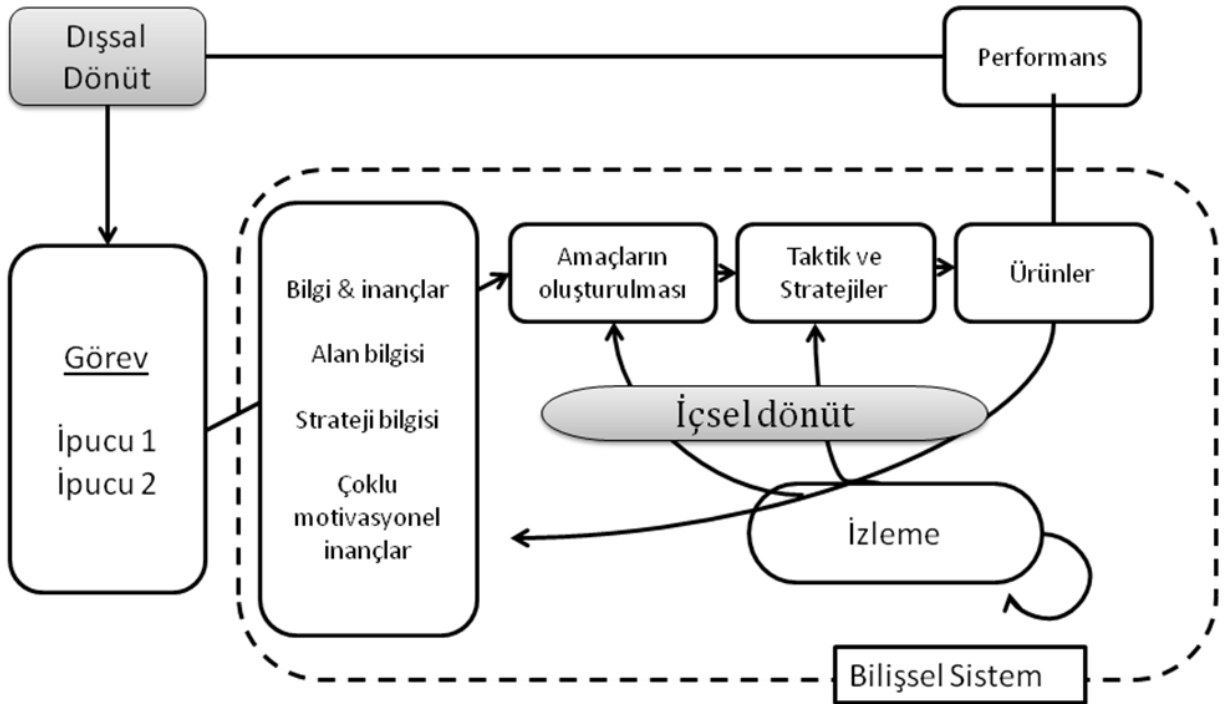 Dışsal
Dönüt
Performans
Görev
İpucu 1
İpucu 2
Bilgi & inançlar
Alan bilgisi
Strateji bilgisi
Çoklu
motivasyonel
inançlar
Amaçların
oluşturulması
Taktik ve
Stratejiler
Ürünler
İçsel dönüt
İzleme
Bilişsel Sistem